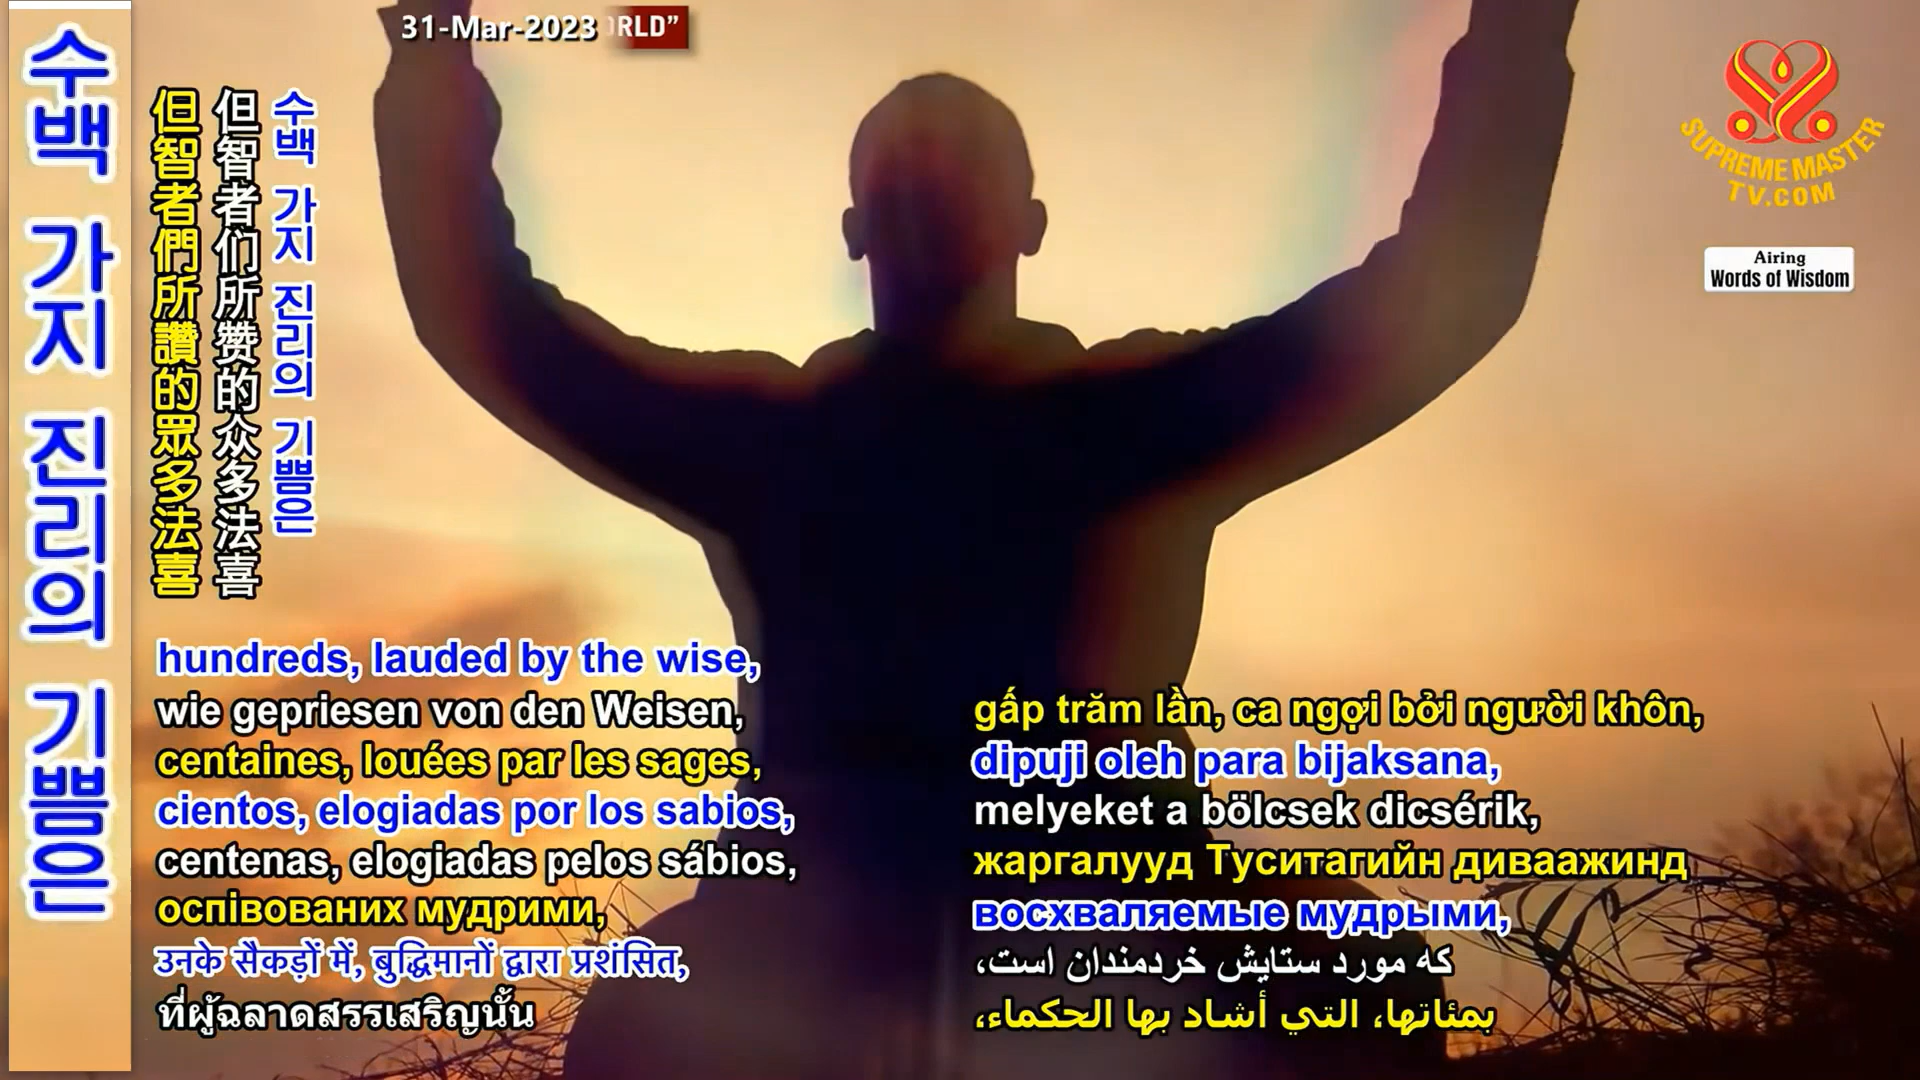 수백 가지 진리의 기쁨은
31-Mar-2023
ORLD”
但智者們所讚的眾多法喜
但智者们所赞的众多法喜
수백 가지 진리의 기쁨은
SUPREME MASTER
TV.COM
Airing
Words of Wisdom
hundreds, lauded by the wise,
wie gepriesen von den Weisen,
centaines, louées par les sages,
cientos, elogiadas por los sabios,
centenas, elogiadas pelos sábios,
оспівованих мудрими,
उनके सैकड़ों में, बुद्धिमानों द्वारा प्रशंसित,
ที่ผู้ฉลาดสรรเสริญนั้น
gấp trăm lần, ca ngợi bởi người khôn,
dipuji oleh para bijaksana,
melyeket a bölcsek dicsérik,
жаргалууд Туситагийн диваажинд
восхваляемые мудрыми,
که مورد ستایش خردمندان است،
بمئاتها، التي أشاد بها الحكماء،